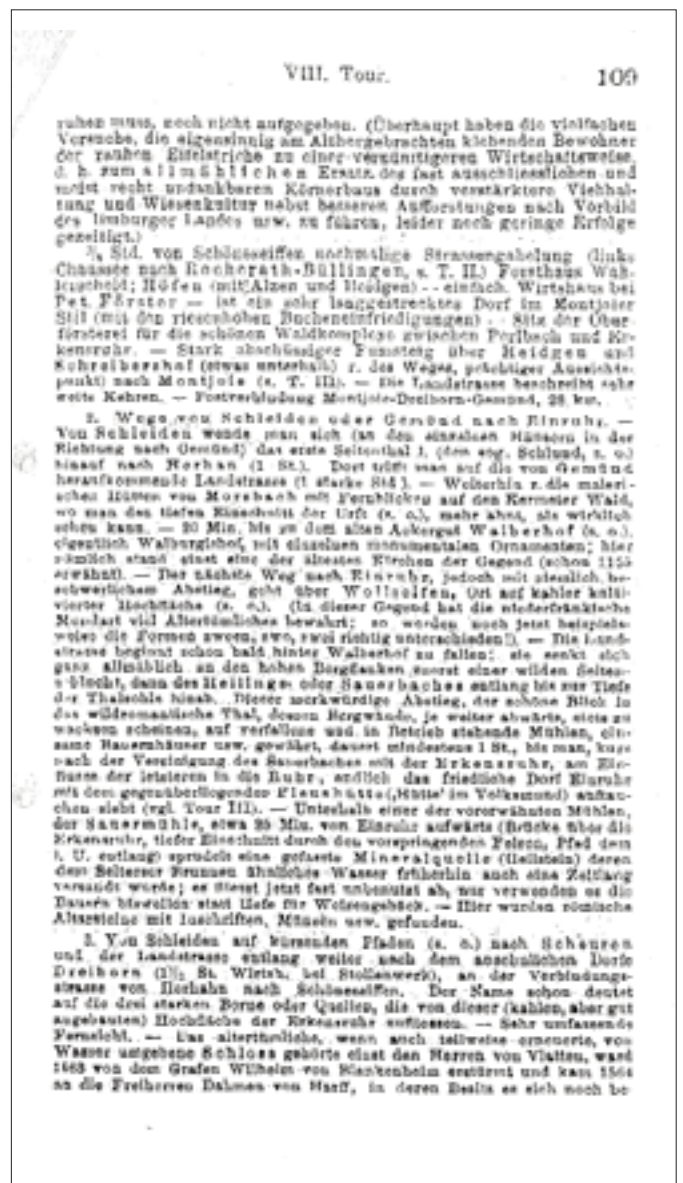 VIII. Tour. 109
ruhen muss, noch nicht aufgegeben. (Überhaupt haben die vielfachen
Versuche, die eigensinnig am Althergebrachten klebenden Bewohner
der rauhen Eifelstriche zu einer vernünftigeren Wirtschaftsweise,
d. h. zum allmählichen Ersatz des fast ausschliesslichen und
meist recht undankbaren Körnerbaus durch verstärktere Viehhal-
tung und Wiesenkultur nebst besseren Aufforstungen nach Vorbild
des limburger Landes usw. zu führen, leider noch geringe Erfolge
gezeitigt.)
Std. von Schöneseiffen nochmalige Strassengabelung (links
Chaussee nach Rocherath-Büllingen, s. T. II.) Forsthaus Wah-
lerscheid; Höfen (mit Alzen und Heidgen) - - einfach. Wirtshaus bei
Pet. Förster — ist ein sehr langgestrecktes Dorf im Montjoier
Stil (mit den riesenhohen Bucheneinfriedigungen) - Sitz der Ober-
försterei für die schönen Waldkomplexe zwischen Perlbach und Er-
kensruhr. — Stark abschüssiger Fussteig über Heidgen und
Schreibershof (etwas unterhalb) r. des Weges, prächtiger Aussichts-
punkt) nach Montjoie (s. T. III). — Die Landstrasse beschreibt sehr
weite Kehren. — Postverbindung Montjoie-Dreiborn-Gemünd, 28 km.
2. Wege von Schleiden oder Gemünd nach Einruhr. —
Von Schleiden wende man sich (an den einzelnen Häusern in der
Richtung nach Gemünd) das erste Seitenthal l. (den sog. Schlund, s. o.)
hinauf nach Herhan (1 St.). Dort trifft man auf die von Gemünd
heraufkommende Landstrasse (1 starke Std.). — Weiterhin r. die maleri-
schen Hütten von Morsbach mit Fernblicken auf den Kermeter Wald,
wo man den tiefen Einschnitt der Urft (s. o.), mehr ahnt, als wirklich
sehen kann. — 20 Min. bis zu dem alten Ackergut Walberhof (s. o.),
eigentlich Walburgishof, mit einzelnen monumentalen Ornamenten; hier
nämlich stand einst eine der ältesten Kirchen der Gegend (schon 1155
erwähnt). — Der nächste Weg nach Einruhr, jedoch mit ziemlich be-
schwerlichem Abstieg, geht über Wollseifen, Ort auf kahler kulti-
vierter Hochfläche (s. o.). (In dieser Gegend hat die niederfränkische
Mundart viel Altertümliches bewahrt; so werden noch jetzt beispiels-
weise die Formen zween, zwo, zwei richtig unterschieden!). — Die Land-
strasse beginnt schon bald hinter Walberhof zu fallen; sie senkt sich
ganz allmählich an den hohen Bergflanken zuerst einer wilden Seiten-
schlucht, dann des Hellinge- oder Sauerbaches entlang bis zur Tiefe
der Thalsohle hinab. Dieser merkwürdige Abstieg, der schöne Blick in
das wildromantische Thal, dessen Bergwände, je weiter abwärts, stets zu
wachsen scheinen, auf verfallene und in Betrieb stehende Mühlen, ein-
same Bauernhäuser usw. gewährt, dauert mindestens 1 St., bis man, kurz
nach der Vereinigung des Sauerbaches mit der Erkensruhr, am Ein-
flusse der letzteren in die Ruhr, endlich das friedliche Dorf Einruhr
mit dem gegenüberliegenden Pleushütte (,Hütte' im Volksmund) auftau-
chen sieht (vgl. Tour III). — Unterhalb einer der vorerwähnten Mühlen,
der Sauermühle, etwa 25 Min. von Einruhr aufwärts (Brücke über die
Erkensruhr, tiefer Einschnitt durch den vorspringenden Felsen, Pfad dem
l. U. entlang) sprudelt eine gefasste Mineralquelle (Heilstein) deren
dem Selterser Brunnen ähnliches Wasser früherhin auch eine Zeitlang
versandt wurde; es fliesst jetzt fast unbenutzt ab, nur verwenden es die
Bauern bisweilen statt Hefe für Weizengebäck. — Hier wurden römische
Altarsteine mit Inschriften, Münzen usw. gefunden.
3. Von Schleiden auf kürzenden Pfaden (s. o.) nach Scheuren
und der Landstrasse entlang weiter nach dem ansehnlichen Dorfe
Dreiborn (1½ St. Wirtsh. bei Stollenwerk), an der Verbindungs-
strasse von Herhahn nach Schöneseiffen. Der Name schon deutet
auf die drei starken Borne oder Quellen, die von dieser (kahlen, aber gut
angebauten) Hochfläche der Erkensruhr zufliessen. — Sehr umfassende
Fernsicht. — Das altertümliche, wenn auch teilweise erneuerte, von
Wasser umgebene Schloss gehörte einst den Herren von Vlatten, ward
von dem Grafen Wilhelm von Blankenheim erstürmt und kam
an die Freiherren Dahmen von Harff, in deren Besitz es sich noch be-